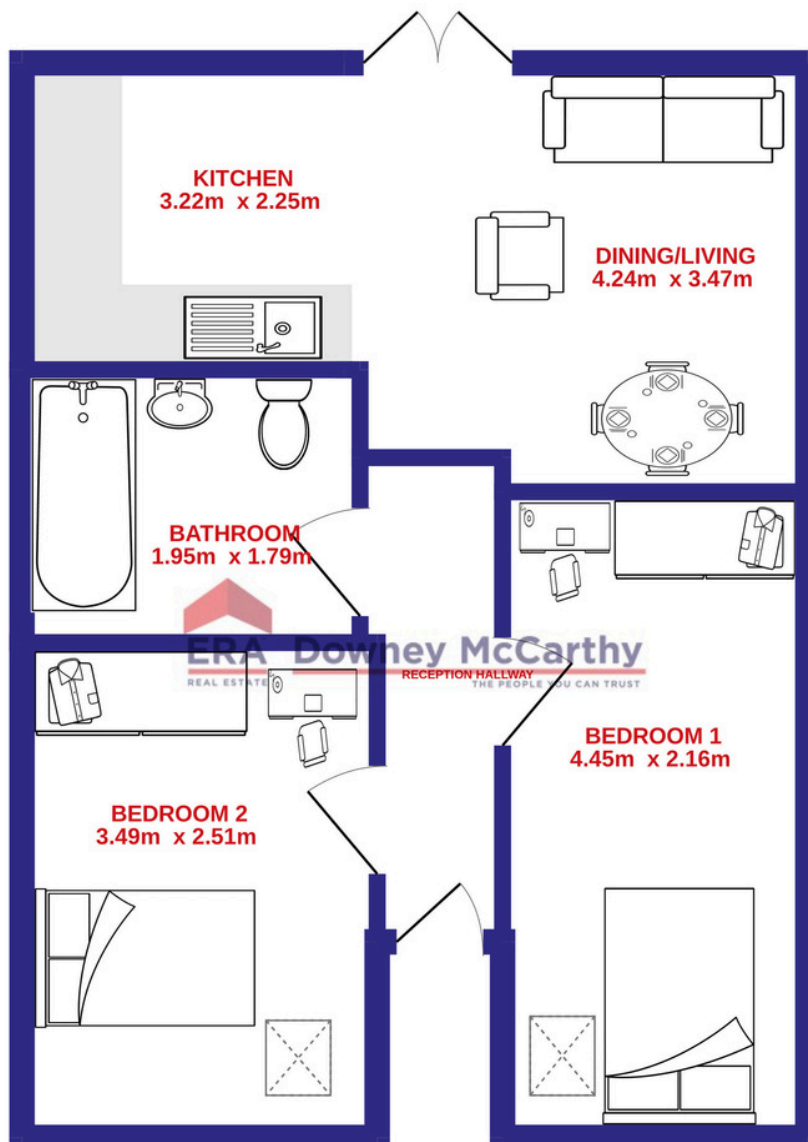 KITCHEN
3.22m x 2.25m
DINING/LIVING
4.24m x 3.47m
BATHROOM
1.95m x 1.79m
ERA Downey McCarthy
REAL ESTATE
THE PEOPLE YOU CAN TRUST
RECEPTION HALLWAY
BEDROOM 1
4.45m x 2.16m
BEDROOM 2
3.49m x 2.51m